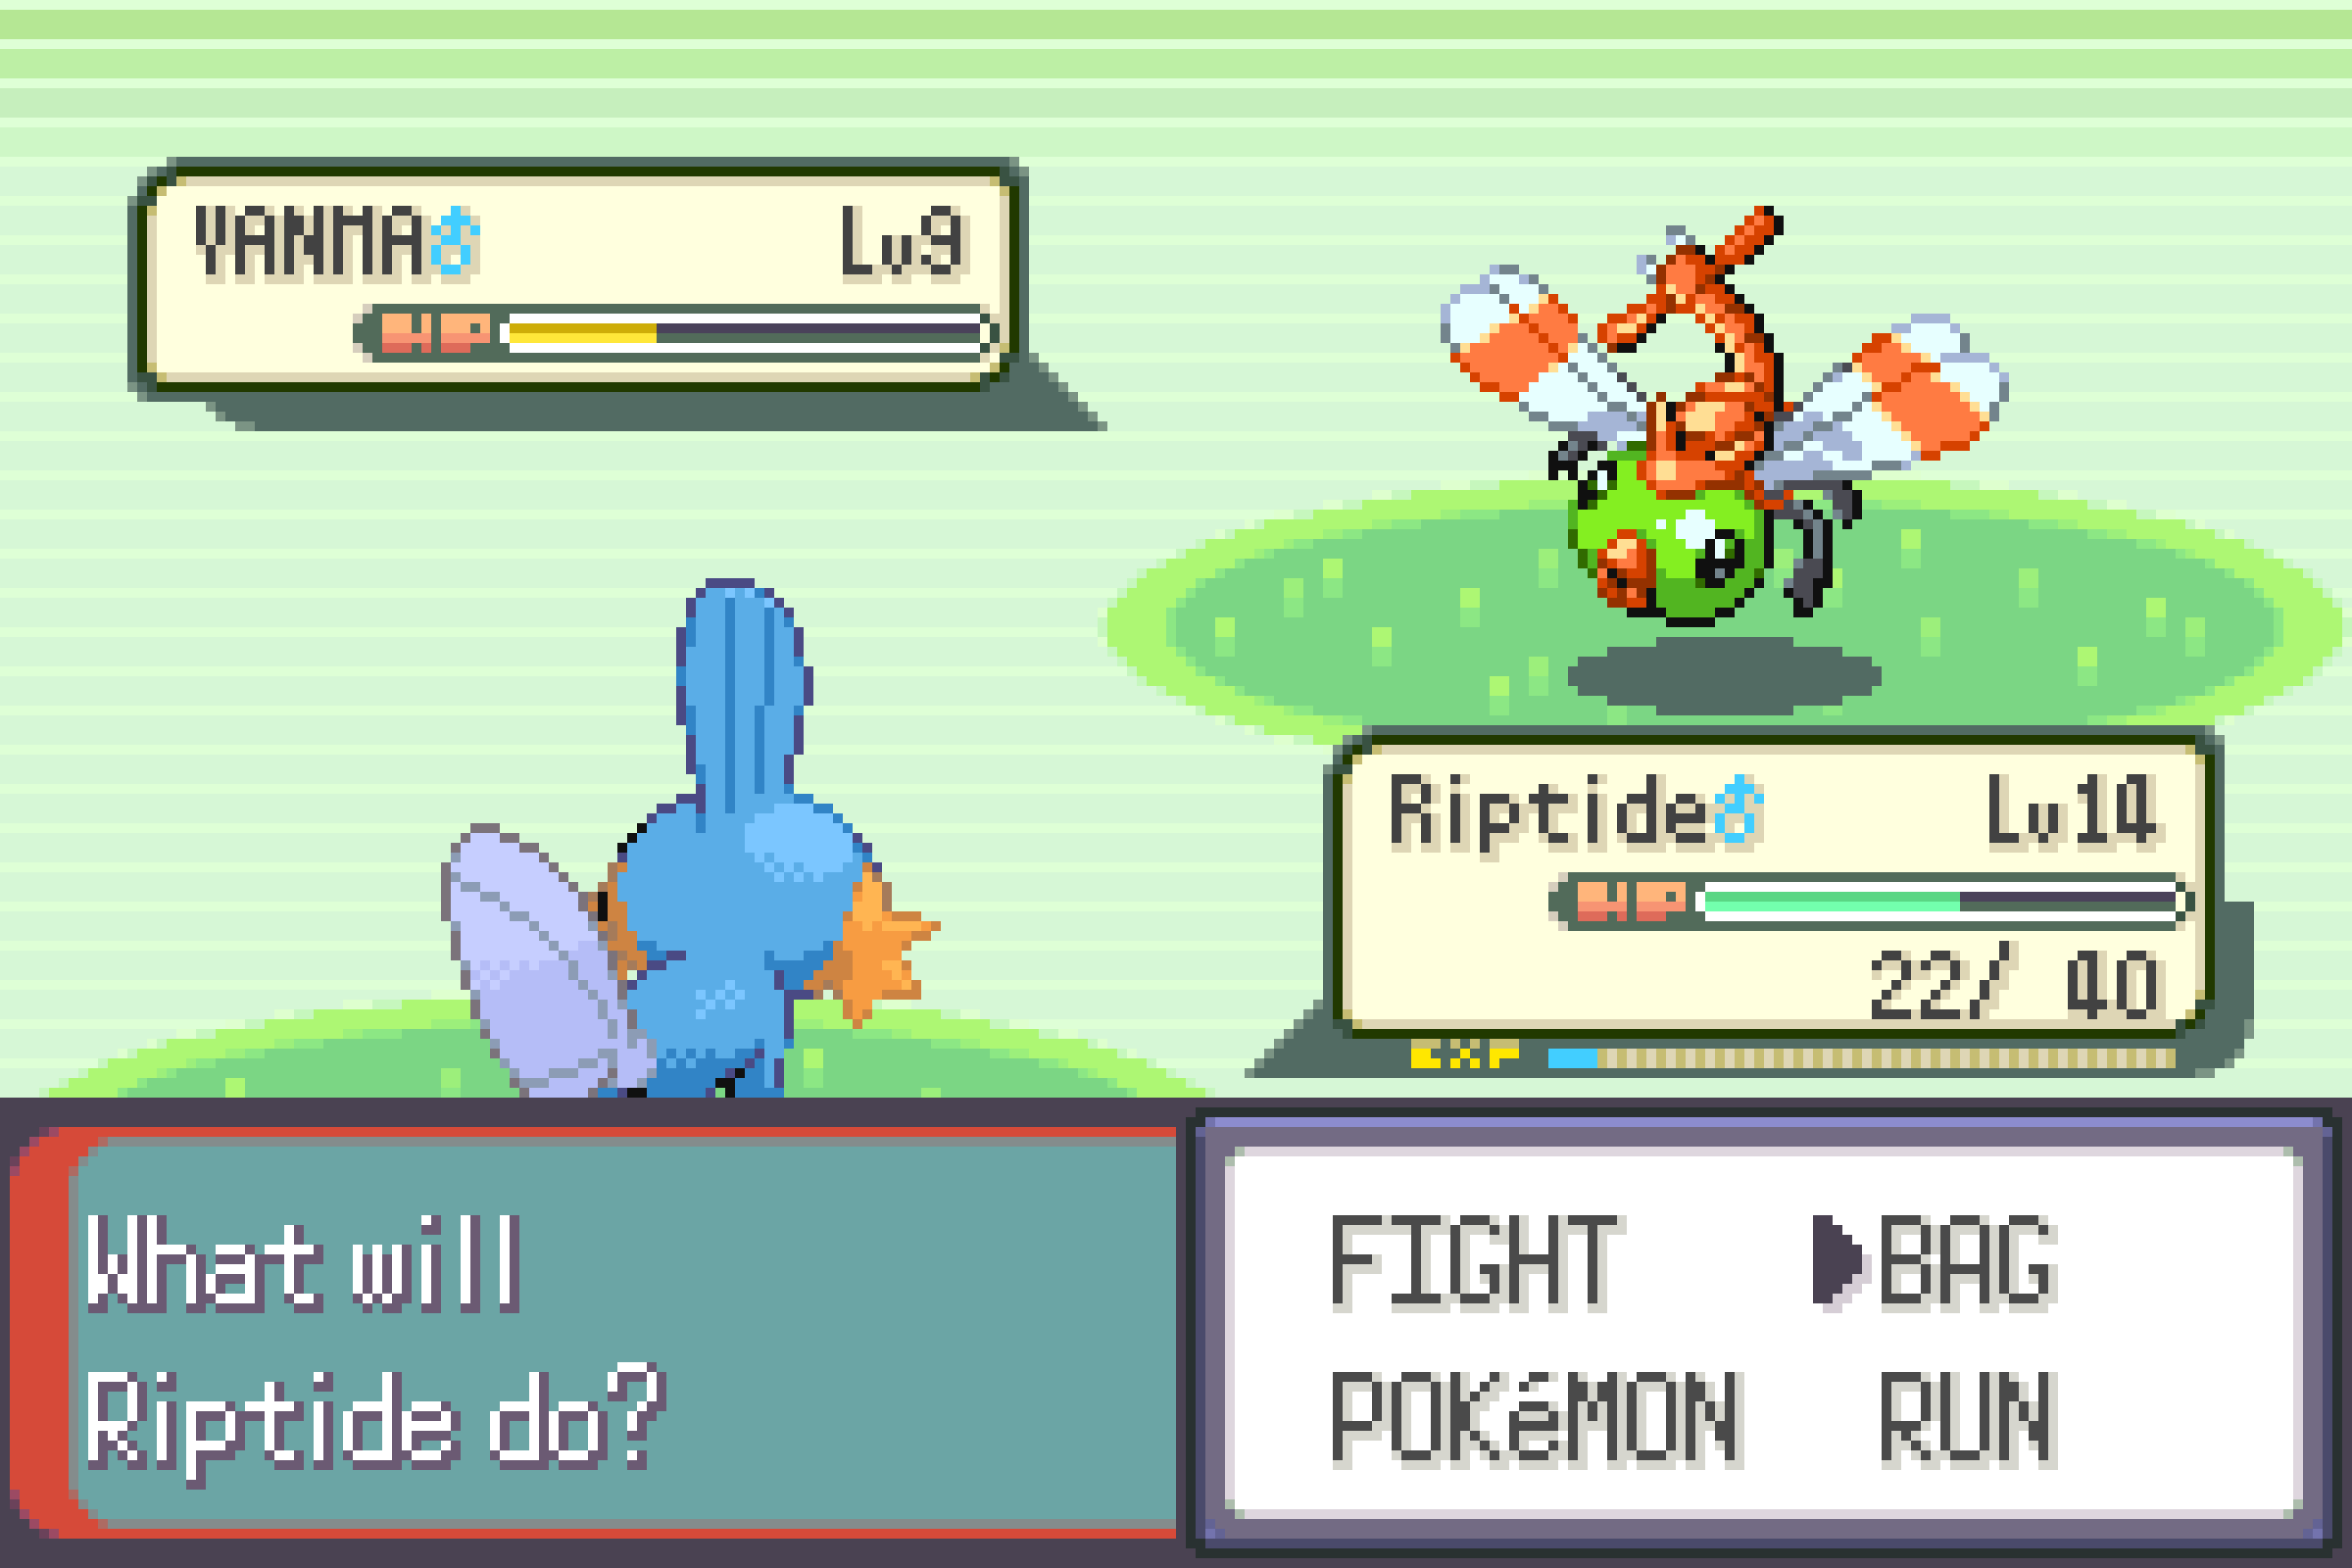 YANMA♂ Lv9
HP
Riptide♂ Lv14
HP
22/ 40
EXP
What will
Riptide do?
FIGHT ▶BAG
POKéMON RUN